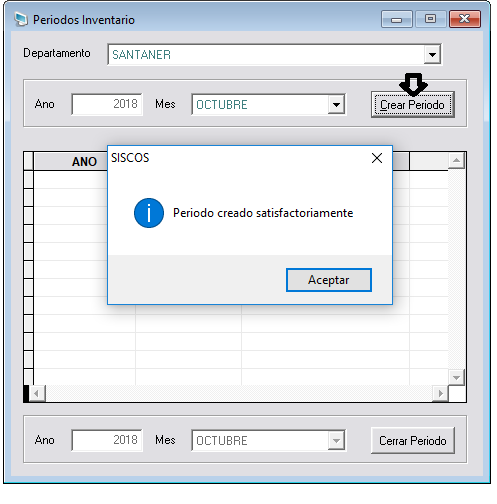 Periodos Inventario
Departamento SANTANER
Ano 2018 Mes OCTUBRE Crear Periodo
ANO
SISCOS
Periodo creado satisfactoriamente
Aceptar
Ano 2018 Mes OCTUBRE Cerrar Periodo